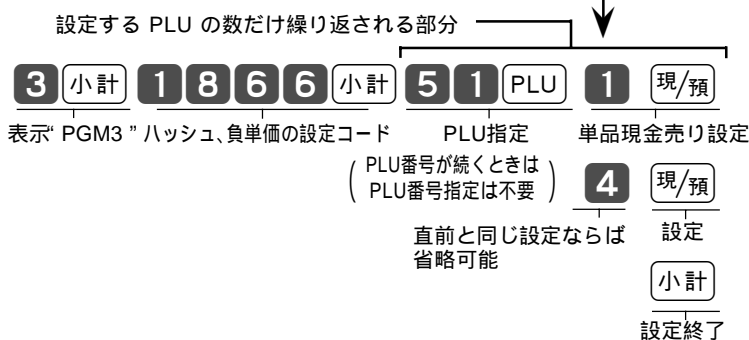 設定する PLU の数だけ繰り返される部分
3 小計 1 8 6 6 小計 5 1 PLU 1 現/預
表示“ PGM3 ” ハッシュ、負単価の設定コード PLU指定 単品現金売り設定
( PLU番号が続くときは
PLU番号指定は不要 ) 4 現/預
直前と同じ設定ならば 設定
省略可能
小計
設定終了